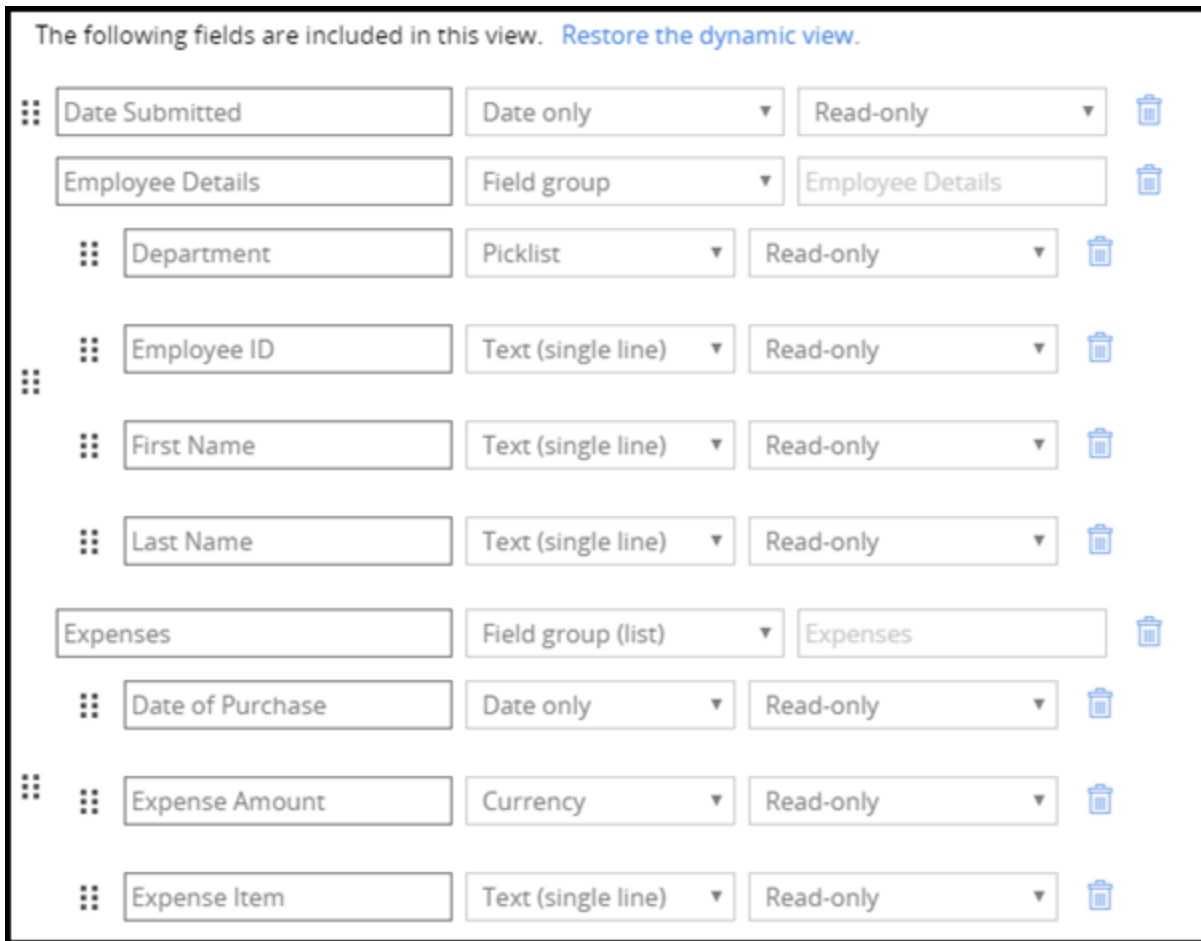 The following fields are included in this view. Restore the dynamic view.
Date Submitted Date only Read-only
Employee Details Field group Employee Details
Department Picklist Read-only
Employee ID Text (single line) Read-only
First Name Text (single line) Read-only
Last Name Text (single line) Read-only
Expenses Field group (list) Expenses
Date of Purchase Date only Read-only
Expense Amount Currency Read-only
Expense Item Text (single line) Read-only